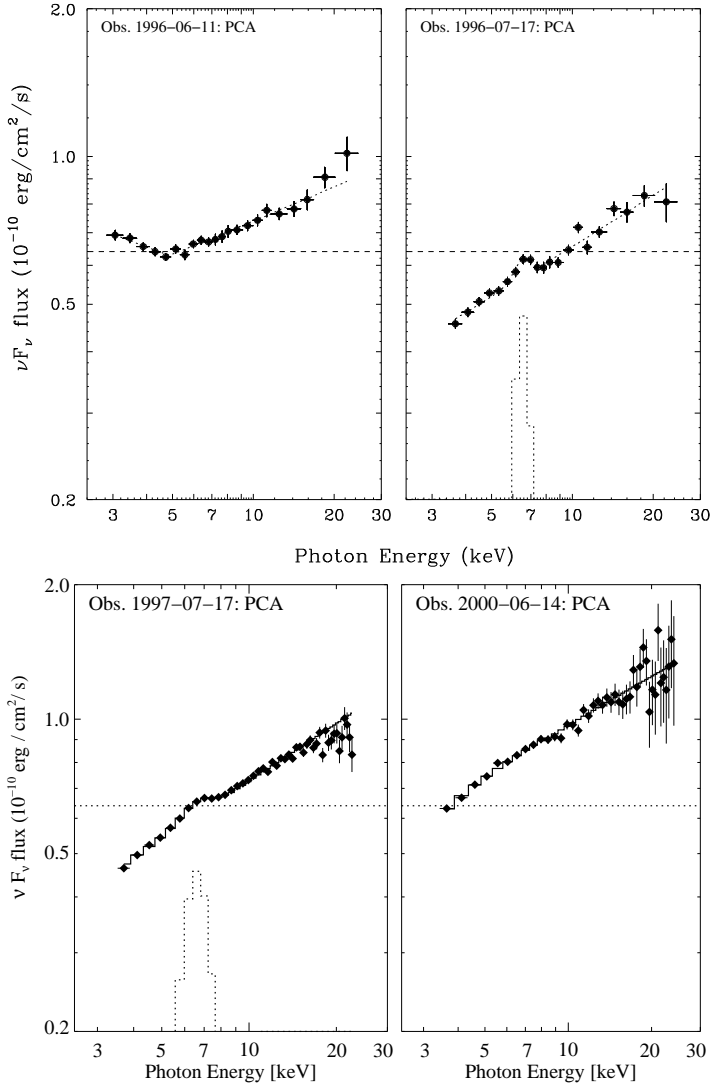 Obs. 1996−06−11: PCA
Obs. 1996−07−17: PCA
2.0
1.0
0.5
0.2
νFν flux (10−10 erg/cm2/s)
3 5 7 10 20 30
3 5 7 10 20 30
Photon Energy (keV)
Obs. 1997−07−17: PCA
Obs. 2000−06−14: PCA
2.0
1.0
0.5
0.2
ν Fν flux (10−10 erg / cm2/ s)
3 5 7 10 20 30
3 5 7 10 20 30
Photon Energy [keV]
Photon Energy [keV]